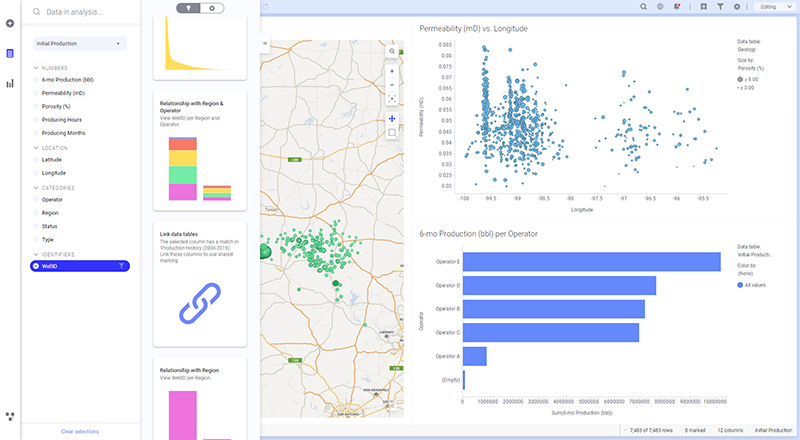 Data in analysis...
Initial Production
NUMBERS
6-mo Production (bbl)
Permeability (mD)
Porosity (%)
Producing Hours
Producing Months
LOCATION
Latitude
Longitude
CATEGORIES
Operator
Region
Status
Type
IDENTIFIERS
WellID
Clear selections
Relationship with Region &
Operator
View WellID per Region and
Operator.
Link data tables
The selected column has a match in
Production History (2008-2019).
Link these columns to use shared
marking.
Relationship with Region
View WellID per Region.
Texas
Editing
Permeability (mD) vs. Longitude
Permeability (mD)
0.085
0.08
0.075
0.07
0.065
0.06
0.055
0.05
0.045
0.04
0.035
0.03
0.025
0.02
-100
-99.5
-99
-98.5
-98
-97.5
-97
-96.5
-96
-95.5
Longitude
Data table:
Geology
Size by:
Porosity (%)
≥ 9.00
≤ 3.00
6-mo Production (bbl) per Operator
Operator
Operator E
Operator D
Operator B
Operator C
Operator A
(Empty)
0
1000000
2000000
3000000
4000000
5000000
6000000
7000000
8000000
9000000
10000000
Sum(6-mo Production (bbl))
Data table:
Initial Producti...
Color by:
(None)
All values
7,483 of 7,483 rows
0 marked
12 columns
Initial Production